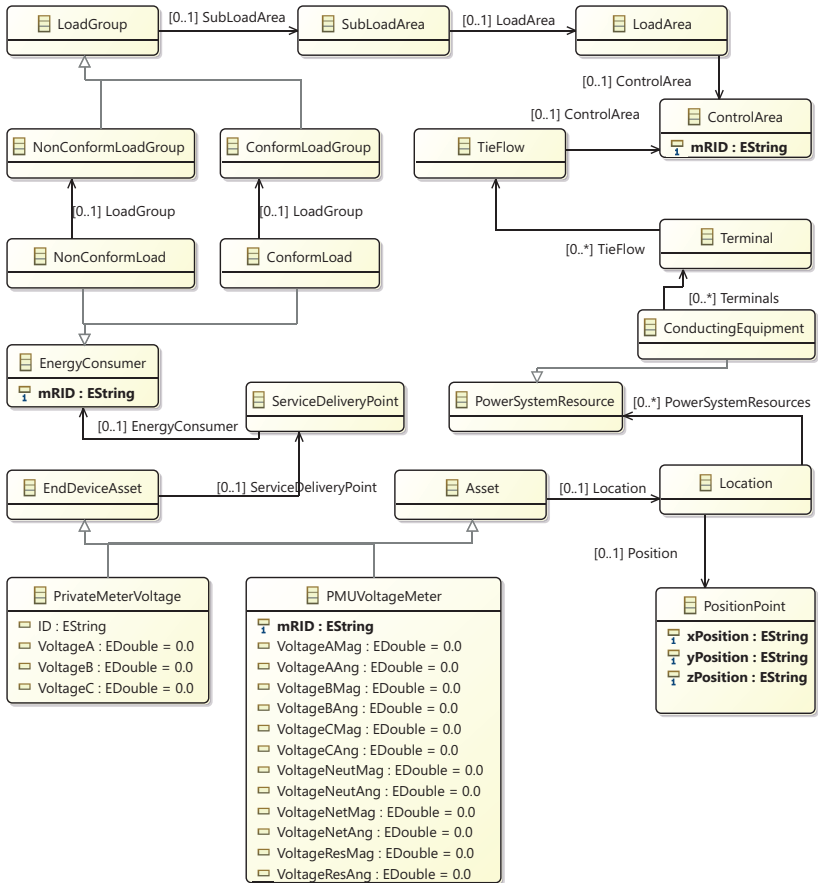 LoadGroup
[0..1] SubLoadArea
SubLoadArea
[0..1] LoadArea
LoadArea
[0..1] ControlArea
[0..1] ControlArea
ControlArea
mRID : EString
NonConformLoadGroup
ConformLoadGroup
TieFlow
[0..1] LoadGroup
[0..1] LoadGroup
[0..*] TieFlow
Terminal
NonConformLoad
ConformLoad
[0..*] Terminals
ConductingEquipment
EnergyConsumer
mRID : EString
[0..1] EnergyConsumer
ServiceDeliveryPoint
PowerSystemResource
[0..*] PowerSystemResources
EndDeviceAsset
[0..1] ServiceDeliveryPoint
Asset
[0..1] Location
Location
[0..1] Position
PrivateMeterVoltage
ID : EString
VoltageA : EDouble = 0.0
VoltageB : EDouble = 0.0
VoltageC : EDouble = 0.0
PMUVoltageMeter
mRID : EString
VoltageAMag : EDouble = 0.0
VoltageAAng : EDouble = 0.0
VoltageBMag : EDouble = 0.0
VoltageBAng : EDouble = 0.0
VoltageCMag : EDouble = 0.0
VoltageCAng : EDouble = 0.0
VoltageNeutMag : EDouble = 0.0
VoltageNeutAng : EDouble = 0.0
VoltageNetMag : EDouble = 0.0
VoltageNetAng : EDouble = 0.0
VoltageResMag : EDouble = 0.0
VoltageResAng : EDouble = 0.0
PositionPoint
xPosition : EString
yPosition : EString
zPosition : EString